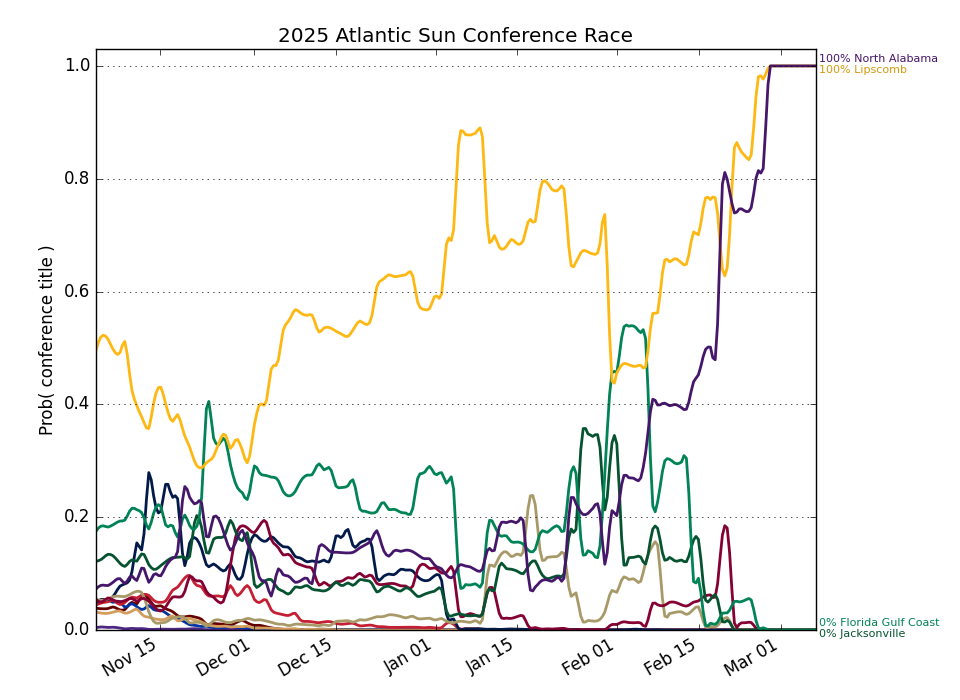 2025 Atlantic Sun Conference Race
Prob( conference title )
1.0
0.8
0.6
0.4
0.2
0.0
Nov 15
Dec 01
Dec 15
Jan 01
Jan 15
Feb 01
Feb 15
Mar 01
100% North Alabama
100% Lipscomb
0% Florida Gulf Coast
0% Jacksonville